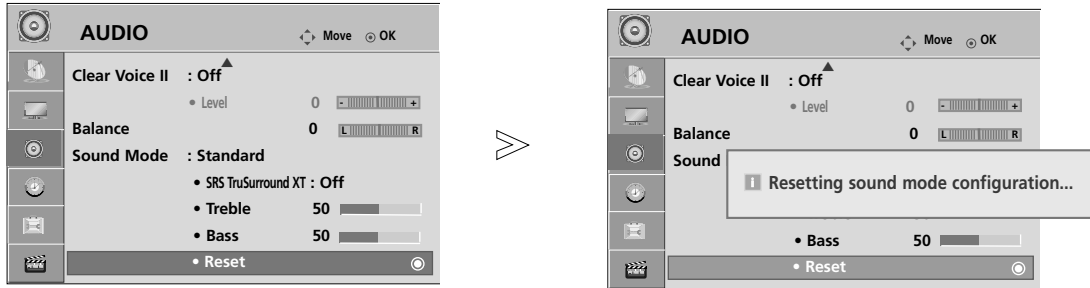 AUDIO Move OK
Clear Voice II : Off
• Level 0 - +
Balance 0 L R
Sound Mode : Standard
• SRS TruSurround XT : Off
• Treble 50
• Bass 50
• Reset
AUDIO Move OK
Clear Voice II : Off
• Level 0 - +
Balance 0 L R
Sound
i Resetting sound mode configuration...
• Bass 50
• Reset